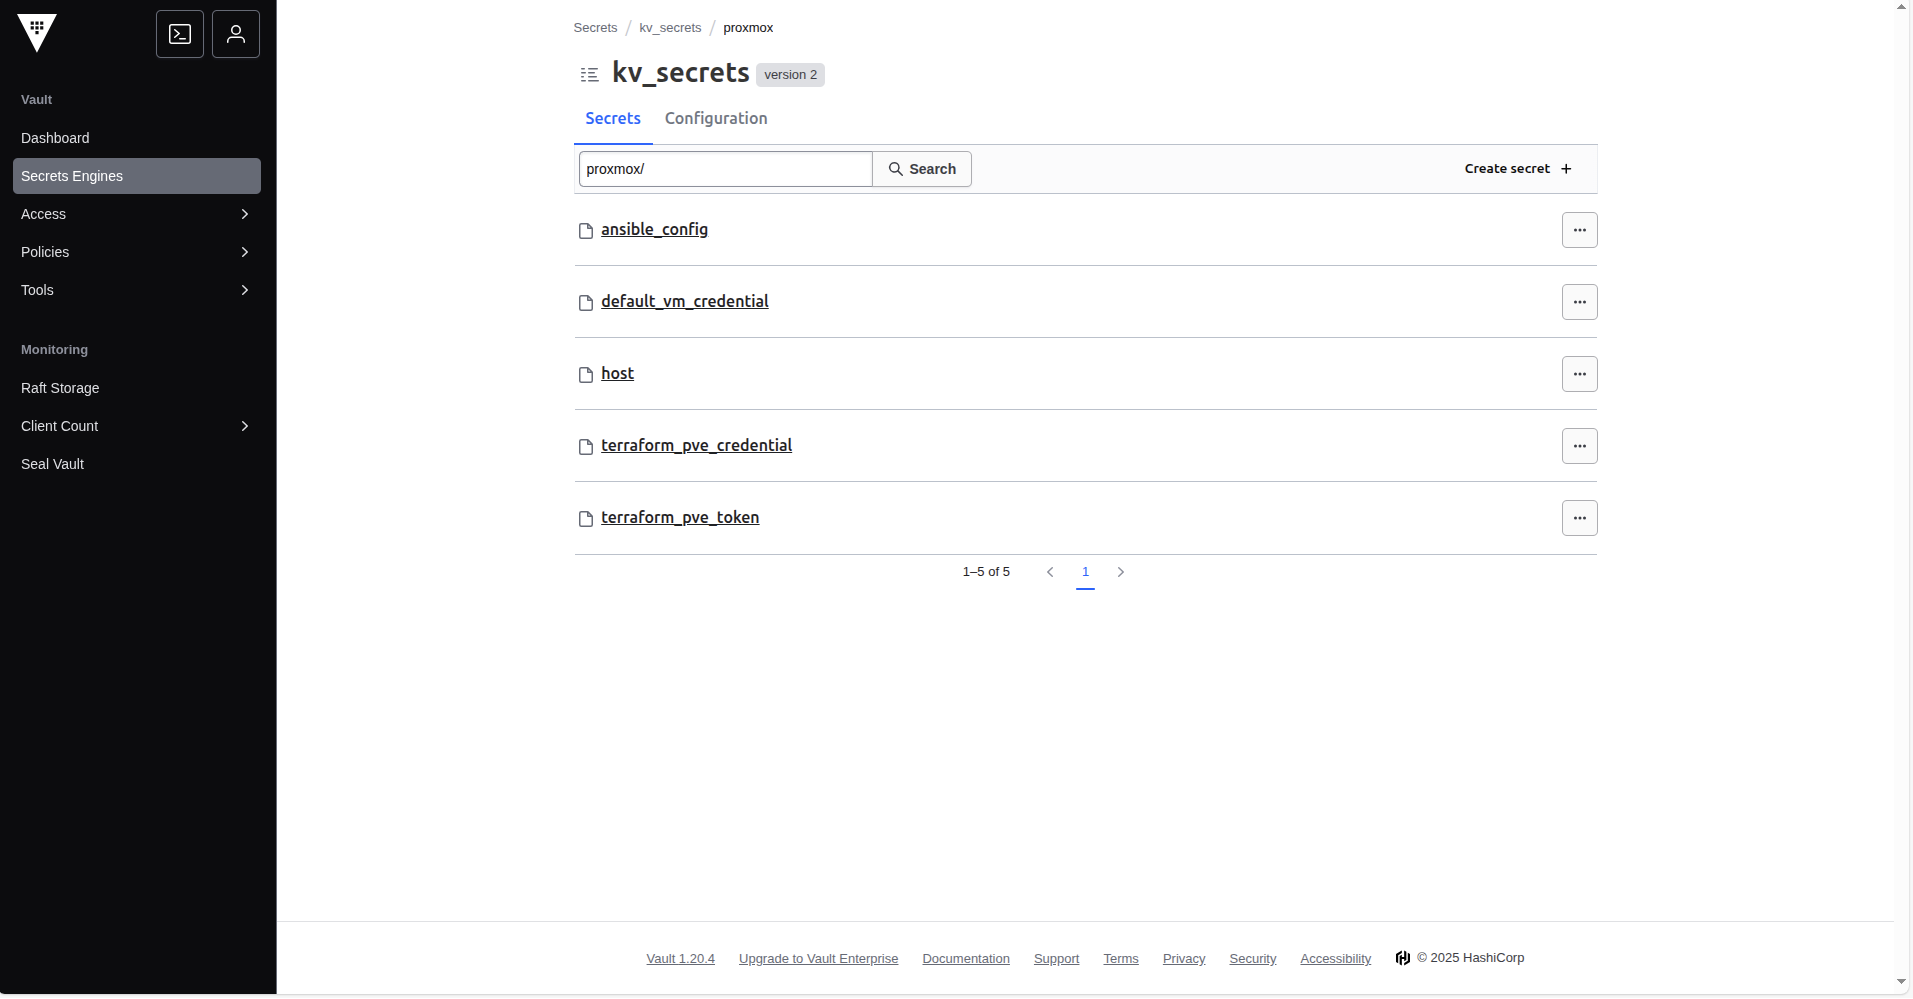 Vault
Dashboard
Secrets Engines
Access
Policies
Tools
Monitoring
Raft Storage
Client Count
Seal Vault
Secrets / kv_secrets / proxmox
kv_secrets version 2
Secrets Configuration
proxmox/ Search Create secret +
ansible_config
default_vm_credential
host
terraform_pve_credential
terraform_pve_token
1–5 of 5 1
Vault 1.20.4 Upgrade to Vault Enterprise Documentation Support Terms Privacy Security Accessibility © 2025 HashiCorp